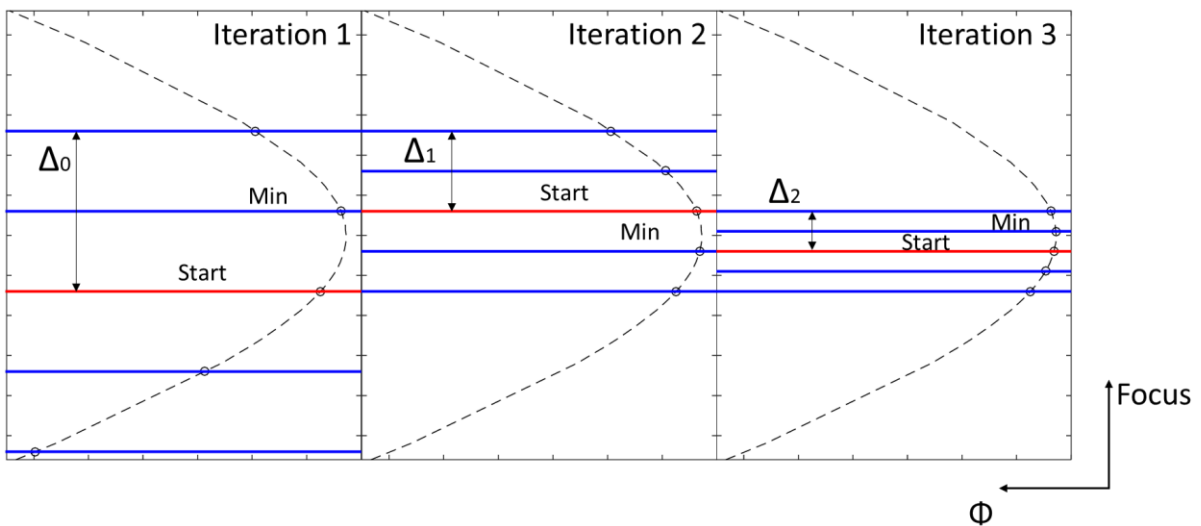 Iteration 1
Iteration 2
Iteration 3
Δ0
Min
Start
Δ1
Start
Min
Δ2
Min
Start
Focus
Φ